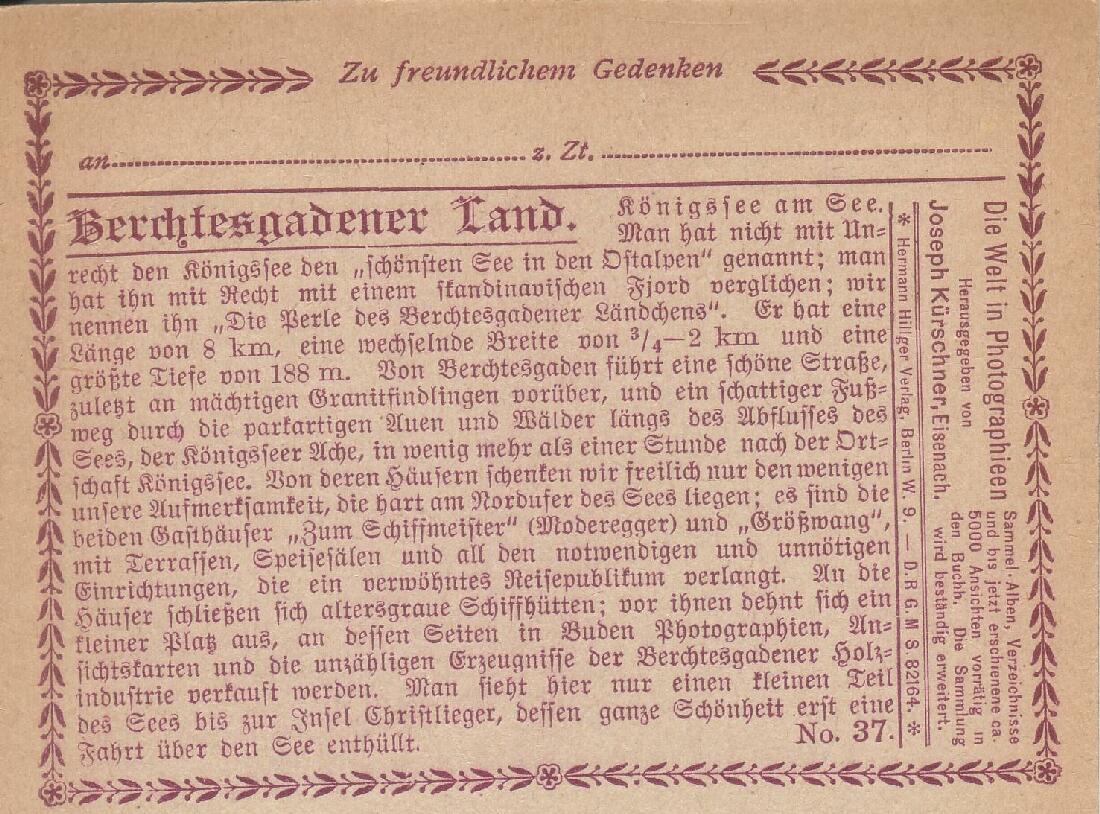 Zu freundlichem Gedenken
an
z. Zt.
Berchtesgadener Land.
Königssee am See.
Man hat nicht mit Un-
recht den Königssee den „schönsten See in den Ostalpen" genannt; man
hat ihn mit Recht mit einem skandinavischen Fjord verglichen; wir
nennen ihn „Die Perle des Berchtesgadener Ländchens". Er hat eine
Länge von 8 km, eine wechselnde Breite von 3/4—2 km und eine
größte Tiefe von 188 m. Von Berchtesgaden führt eine schöne Straße,
zuletzt an mächtigen Granitfindlingen vorüber, und ein schattiger Fuß-
weg durch die parkartigen Auen und Wälder längs des Abflusses des
Sees, der Königsseer Ache, in wenig mehr als einer Stunde nach der Ort-
schaft Königssee. Von deren Häusern schenken wir freilich nur den wenigen
unsere Aufmerksamkeit, die hart am Nordufer des Sees liegen; es sind die
beiden Gasthäuser „Zum Schiffmeister" (Moderegger) und „Größwang",
mit Terrassen, Speisesälen und all den notwendigen und unnötigen
Einrichtungen, die ein verwöhntes Reisepublikum verlangt. An die
Häuser schließen sich altersgraue Schiffhütten; vor ihnen dehnt sich ein
kleiner Platz aus, an dessen Seiten in Buden Photographien, An-
sichtskarten und die unzähligen Erzeugnisse der Berchtesgadener Holz-
industrie verkauft werden. Man sieht hier nur einen kleinen Teil
des Sees bis zur Insel Christlieger, dessen ganze Schönheit erst eine
Fahrt über den See enthüllt.
No. 37.
Die Welt in Photographieen
Herausgegeben von
Joseph Kürschner, Eisenach.
Sammel-Alben, Verzeichnisse
und bis jetzt erschienene ca.
5000 Ansichten vorrätig in
den Buchh. Die Sammlung
wird beständig erweitert.
* Hermann Hillger Verlag, Berlin W. 9. — D. R. G. M. S. 82164. *